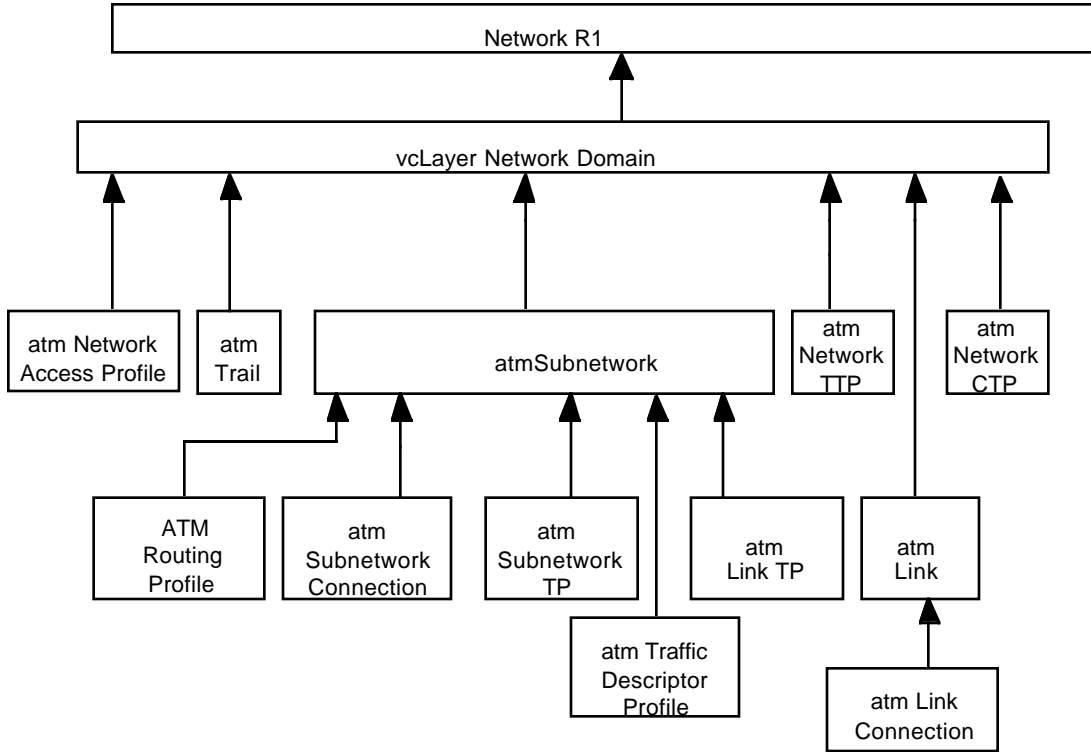 Network R1
vcLayer Network Domain
atm Network
Access Profile
atm
Trail
atmSubnetwork
atm
Network
TTP
atm
Network
CTP
ATM
Routing
Profile
atm
Subnetwork
Connection
atm
Subnetwork
TP
atm
Link TP
atm
Link
atm Traffic
Descriptor
Profile
atm Link
Connection